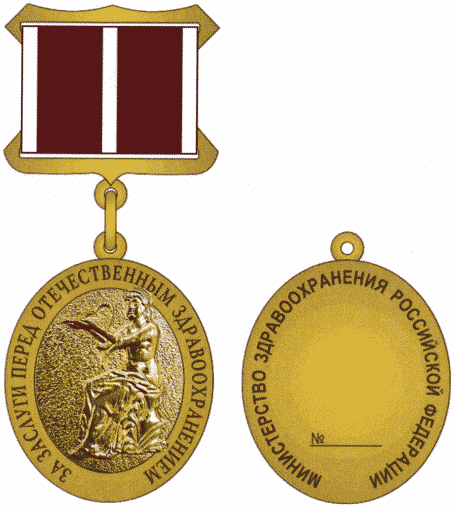 ЗА ЗАСЛУГИ ПЕРЕД ОТЕЧЕСТВЕННЫМ ЗДРАВООХРАНЕНИЕМ
МИНИСТЕРСТВО ЗДРАВООХРАНЕНИЯ РОССИЙСКОЙ ФЕДЕРАЦИИ
№